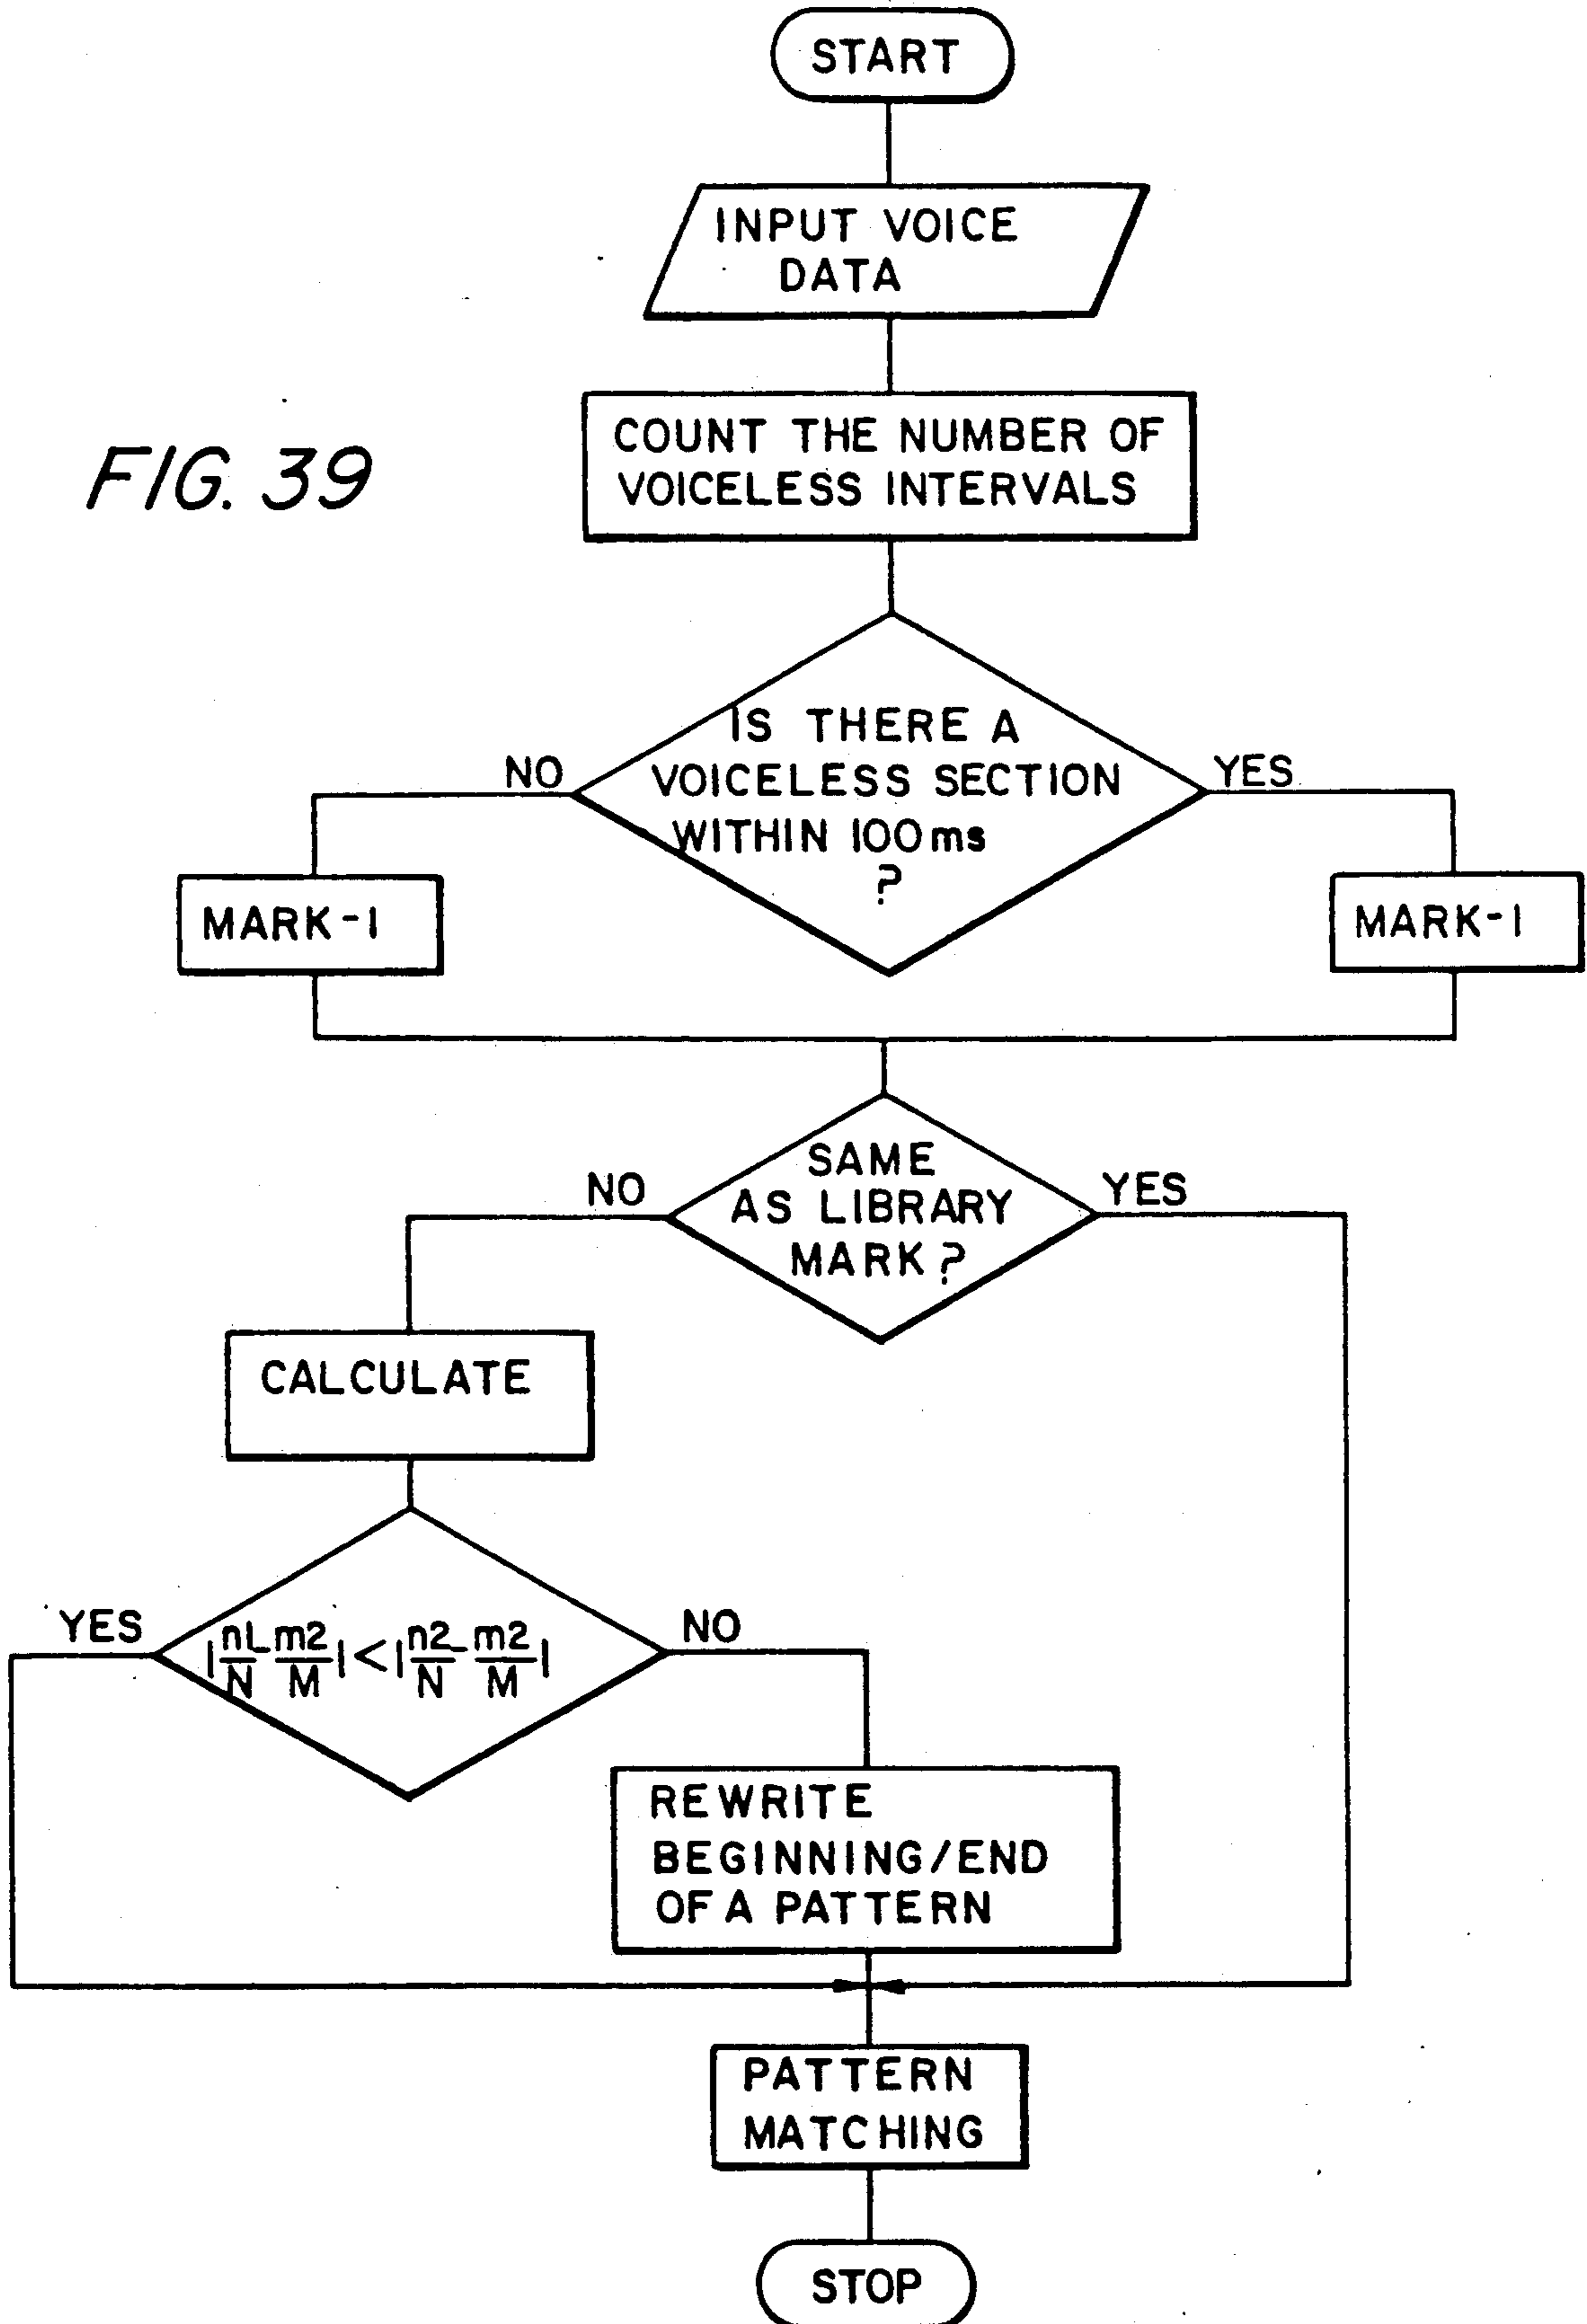 START
INPUT VOICE
DATA
FIG. 39
COUNT THE NUMBER OF
VOICELESS INTERVALS
IS THERE A
VOICELESS SECTION
WITHIN 100ms
?
NO
YES
MARK-1
MARK-1
SAME
AS LIBRARY
MARK?
NO
YES
CALCULATE
YES
|n1/N - m2/M| < |n2/N - m2/M|
NO
REWRITE
BEGINNING/END
OF A PATTERN
PATTERN
MATCHING
STOP